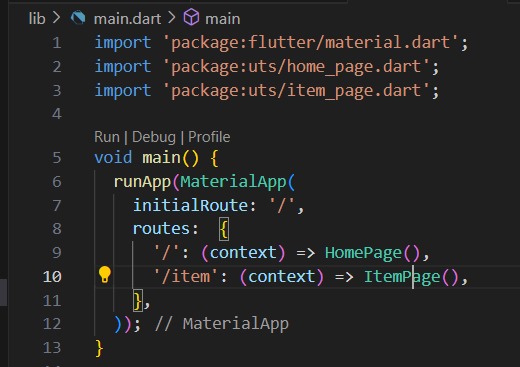 lib > main.dart > main
1 import 'package:flutter/material.dart';
2 import 'package:uts/home_page.dart';
3 import 'package:uts/item_page.dart';
4
Run | Debug | Profile
5 void main() {
6   runApp(MaterialApp(
7     initialRoute: '/',
8     routes:  {
9       '/': (context) => HomePage(),
10       '/item': (context) => ItemPage(),
11     },
12   )); // MaterialApp
13 }